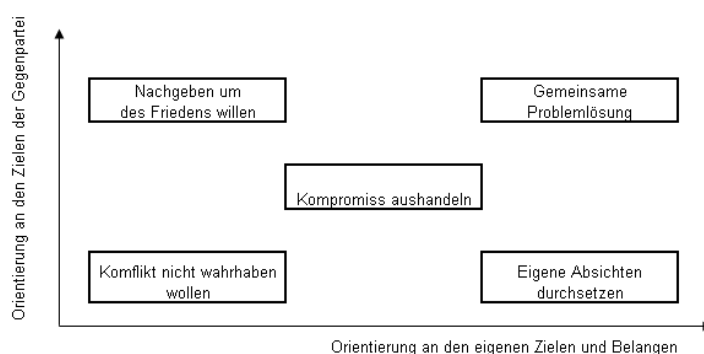 Orientierung an den Zielen der Gegenpartei
Nachgeben um
des Friedens willen
Gemeinsame
Problemlösung
Kompromiss aushandeln
Komflikt nicht wahrhaben
wollen
Eigene Absichten
durchsetzen
Orientierung an den eigenen Zielen und Belangen